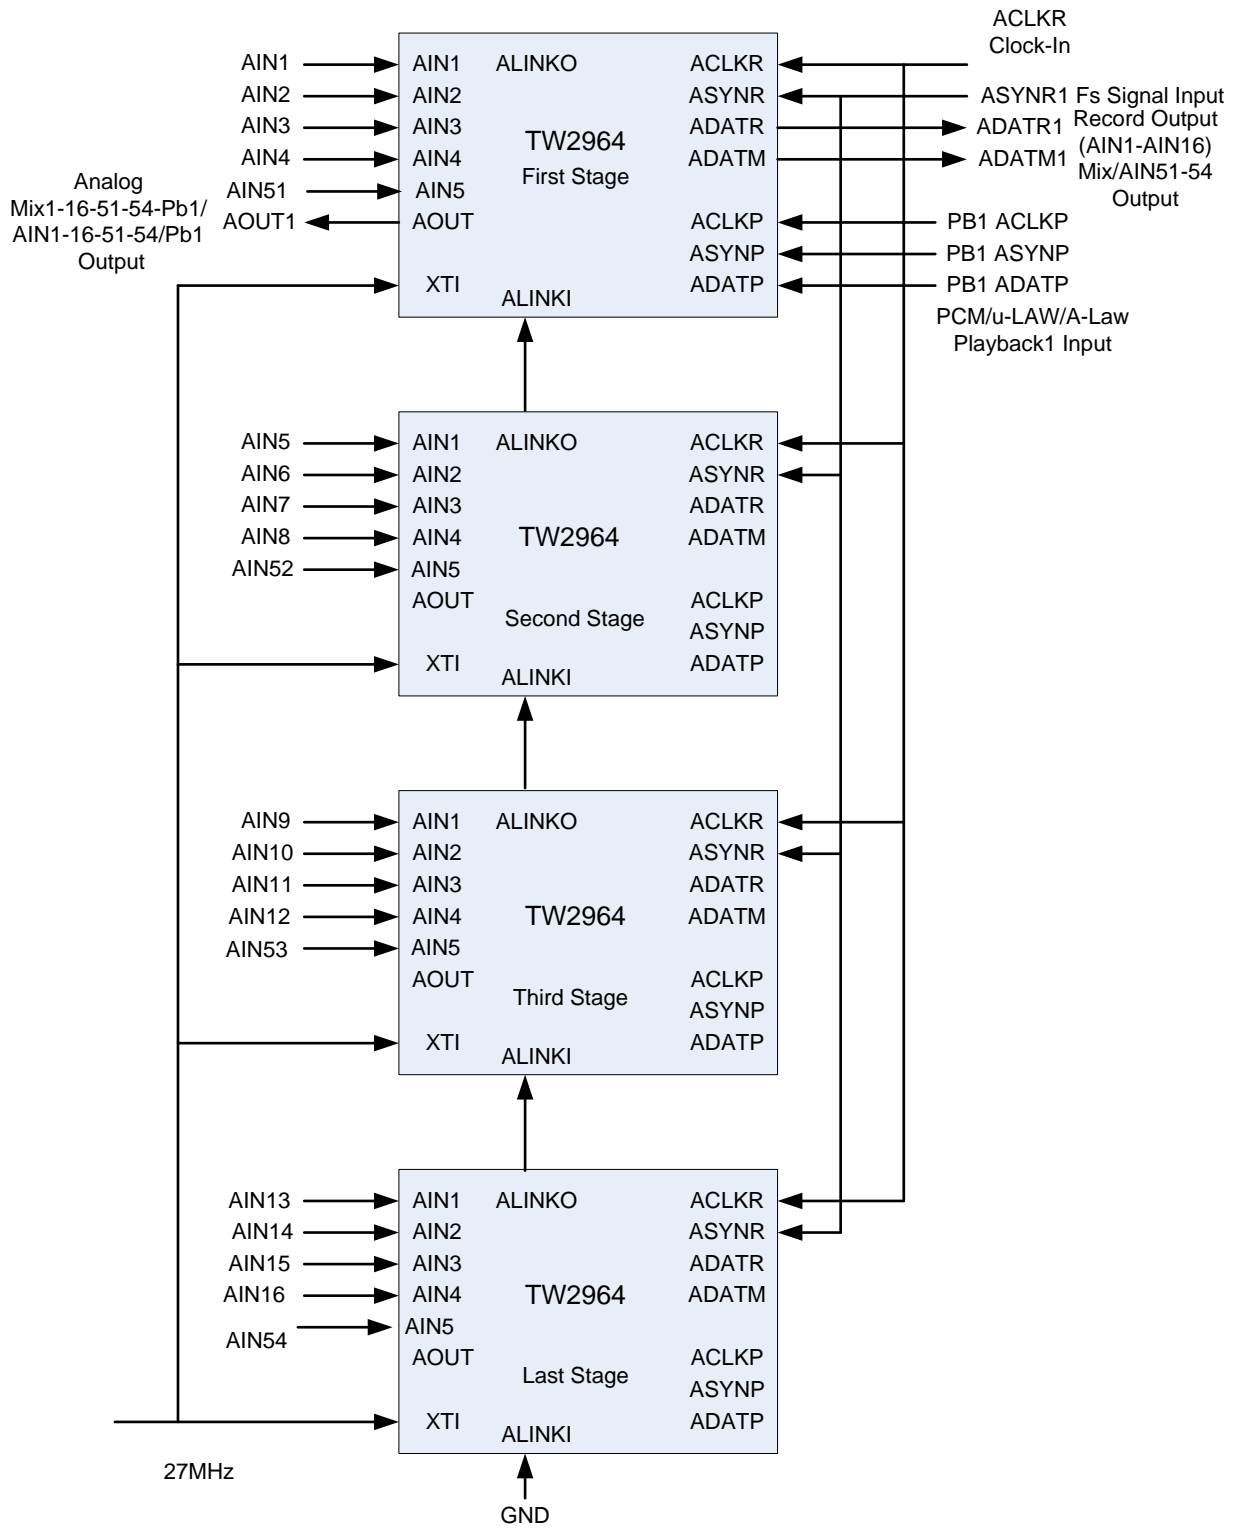 ACLKR
Clock-In
AIN1 AIN1 ALINKO ACLKR
AIN2 AIN2 ASYNR ASYNR1 Fs Signal Input
AIN3 AIN3 ADATR ADATR1 Record Output
AIN4 AIN4 TW2964 ADATM ADATM1 (AIN1-AIN16)
First Stage Mix/AIN51-54
Output
AIN51 AIN5
Analog
Mix1-16-51-54-Pb1/
AIN1-16-51-54/Pb1
Output
AOUT1 AOUT ACLKP PB1 ACLKP
ASYNP PB1 ASYNP
XTI ADATP PB1 ADATP
ALINKI
PCM/u-LAW/A-Law
Playback1 Input
AIN5 AIN1 ALINKO ACLKR
AIN6 AIN2 ASYNR
AIN7 AIN3 ADATR
AIN8 AIN4 TW2964 ADATM
AIN52 AIN5
AOUT ACLKP
Second Stage ASYNP
XTI ADATP
ALINKI
AIN9 AIN1 ALINKO ACLKR
AIN10 AIN2 ASYNR
AIN11 AIN3 ADATR
AIN12 AIN4 TW2964 ADATM
AIN53 AIN5
AOUT ACLKP
Third Stage ASYNP
XTI ADATP
ALINKI
AIN13 AIN1 ALINKO ACLKR
AIN14 AIN2 ASYNR
AIN15 AIN3 ADATR
AIN16 AIN4 TW2964 ADATM
AIN54 AIN5
AOUT ACLKP
Last Stage ASYNP
XTI ADATP
ALINKI
27MHz
GND